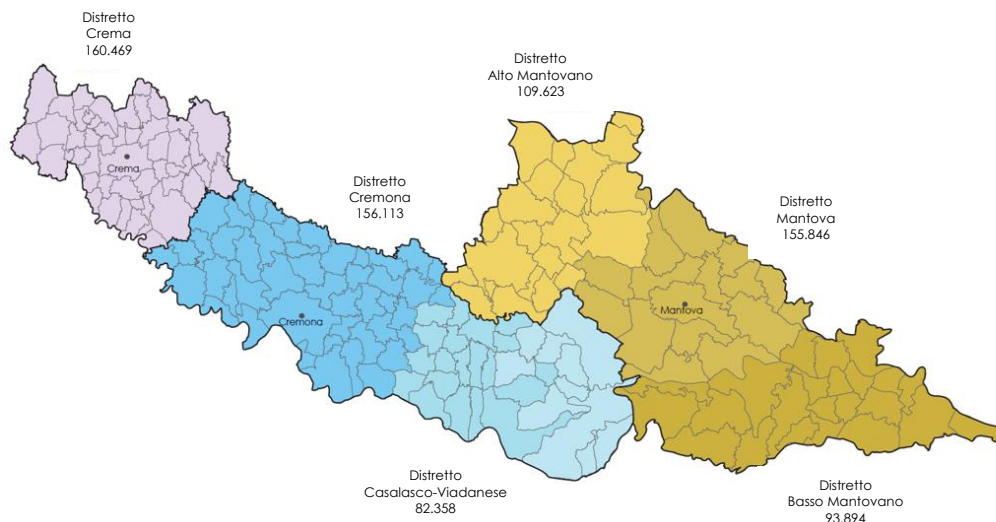 Distretto
Crema
160.469
Distretto
Alto Mantovano
109.623
Crema
Distretto
Cremona
156.113
Distretto
Mantova
155.846
Mantova
Cremona
Distretto
Casalasco-Viadanese
82.358
Distretto
Basso Mantovano
93.894